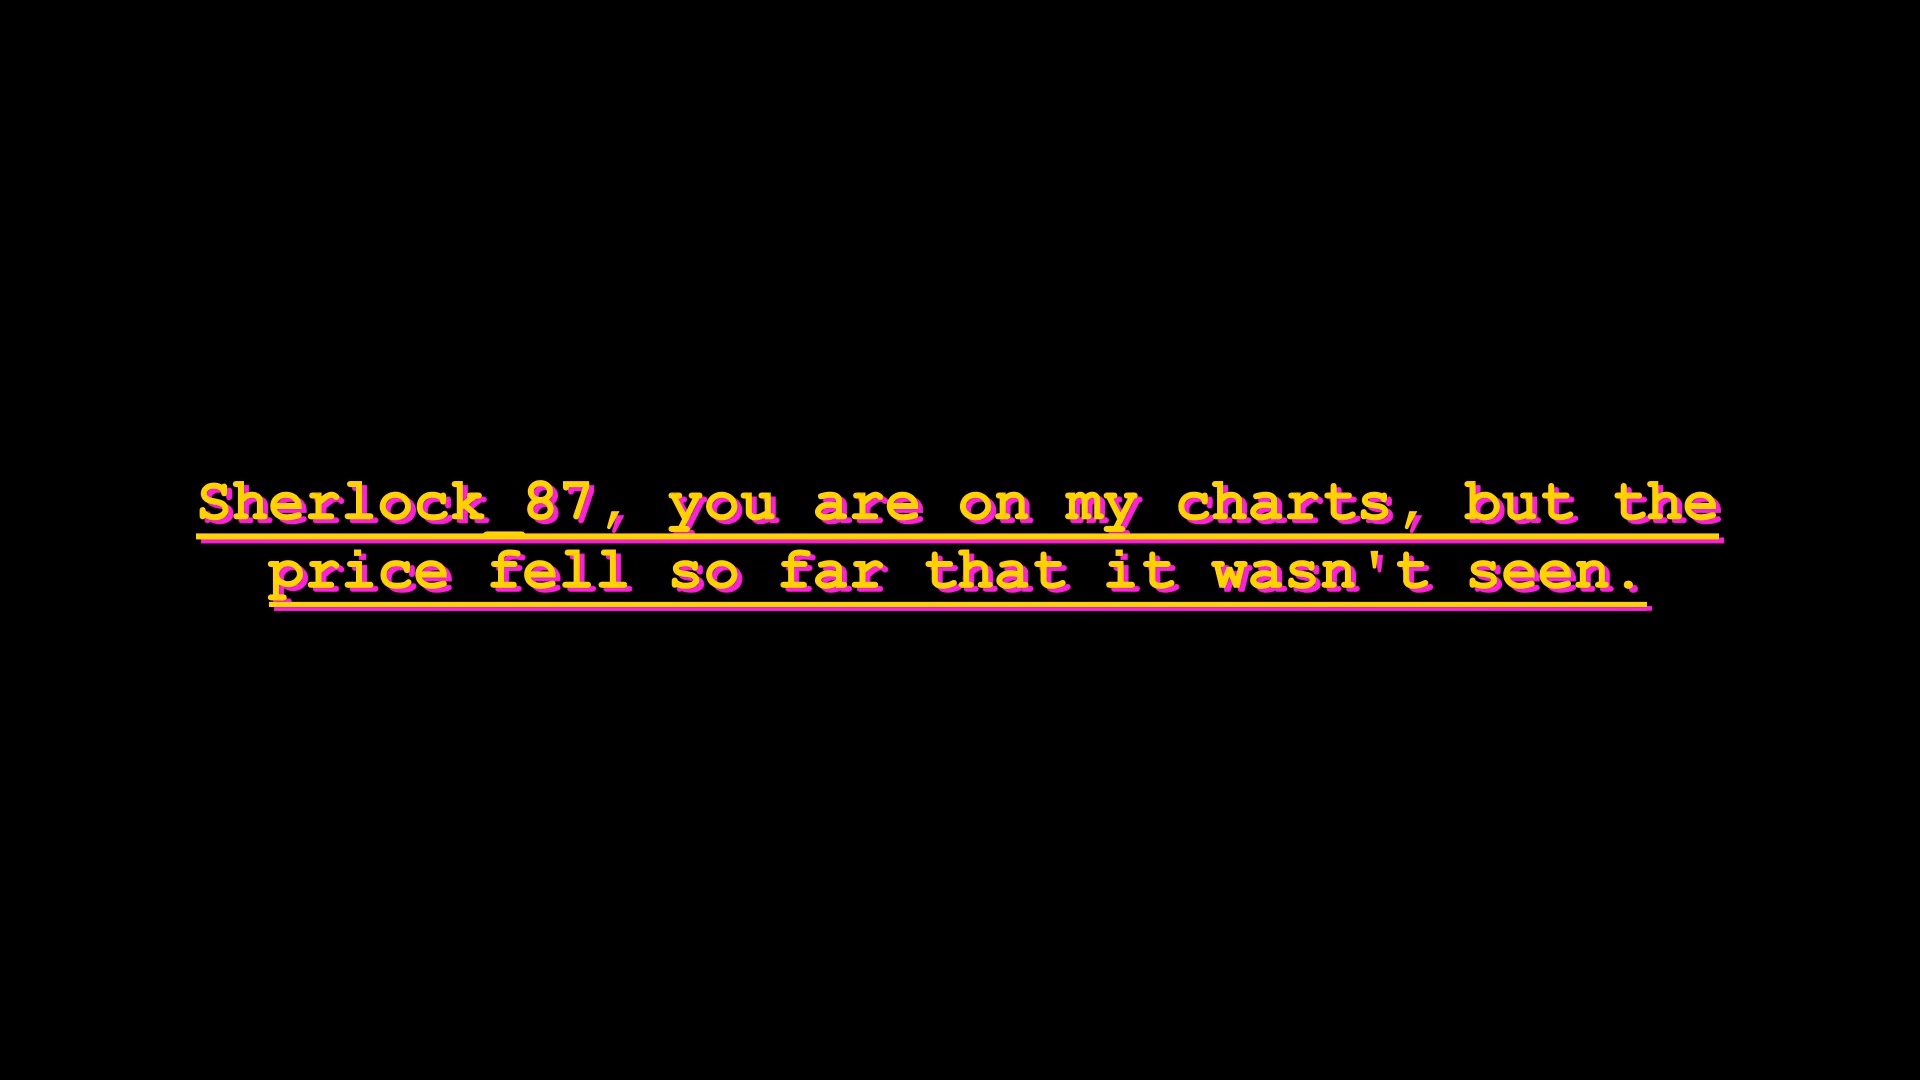 Sherlock_87, you are on my charts, but the
price fell so far that it wasn't seen.